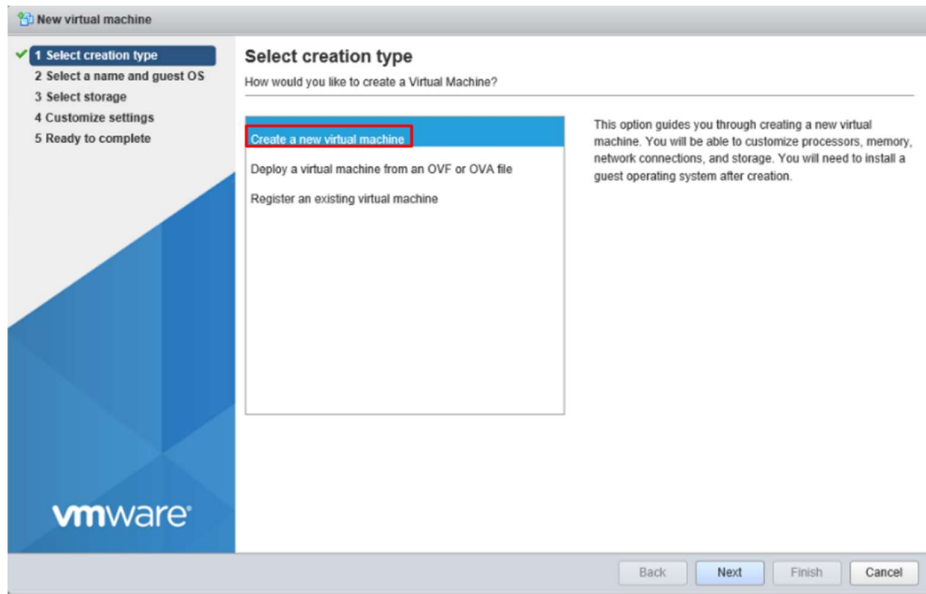 New virtual machine
1 Select creation type
2 Select a name and guest OS
3 Select storage
4 Customize settings
5 Ready to complete
Select creation type
How would you like to create a Virtual Machine?
Create a new virtual machine
Deploy a virtual machine from an OVF or OVA file
Register an existing virtual machine
This option guides you through creating a new virtual
machine. You will be able to customize processors, memory,
network connections, and storage. You will need to install a
guest operating system after creation.
vmware®
Back
Next
Finish
Cancel